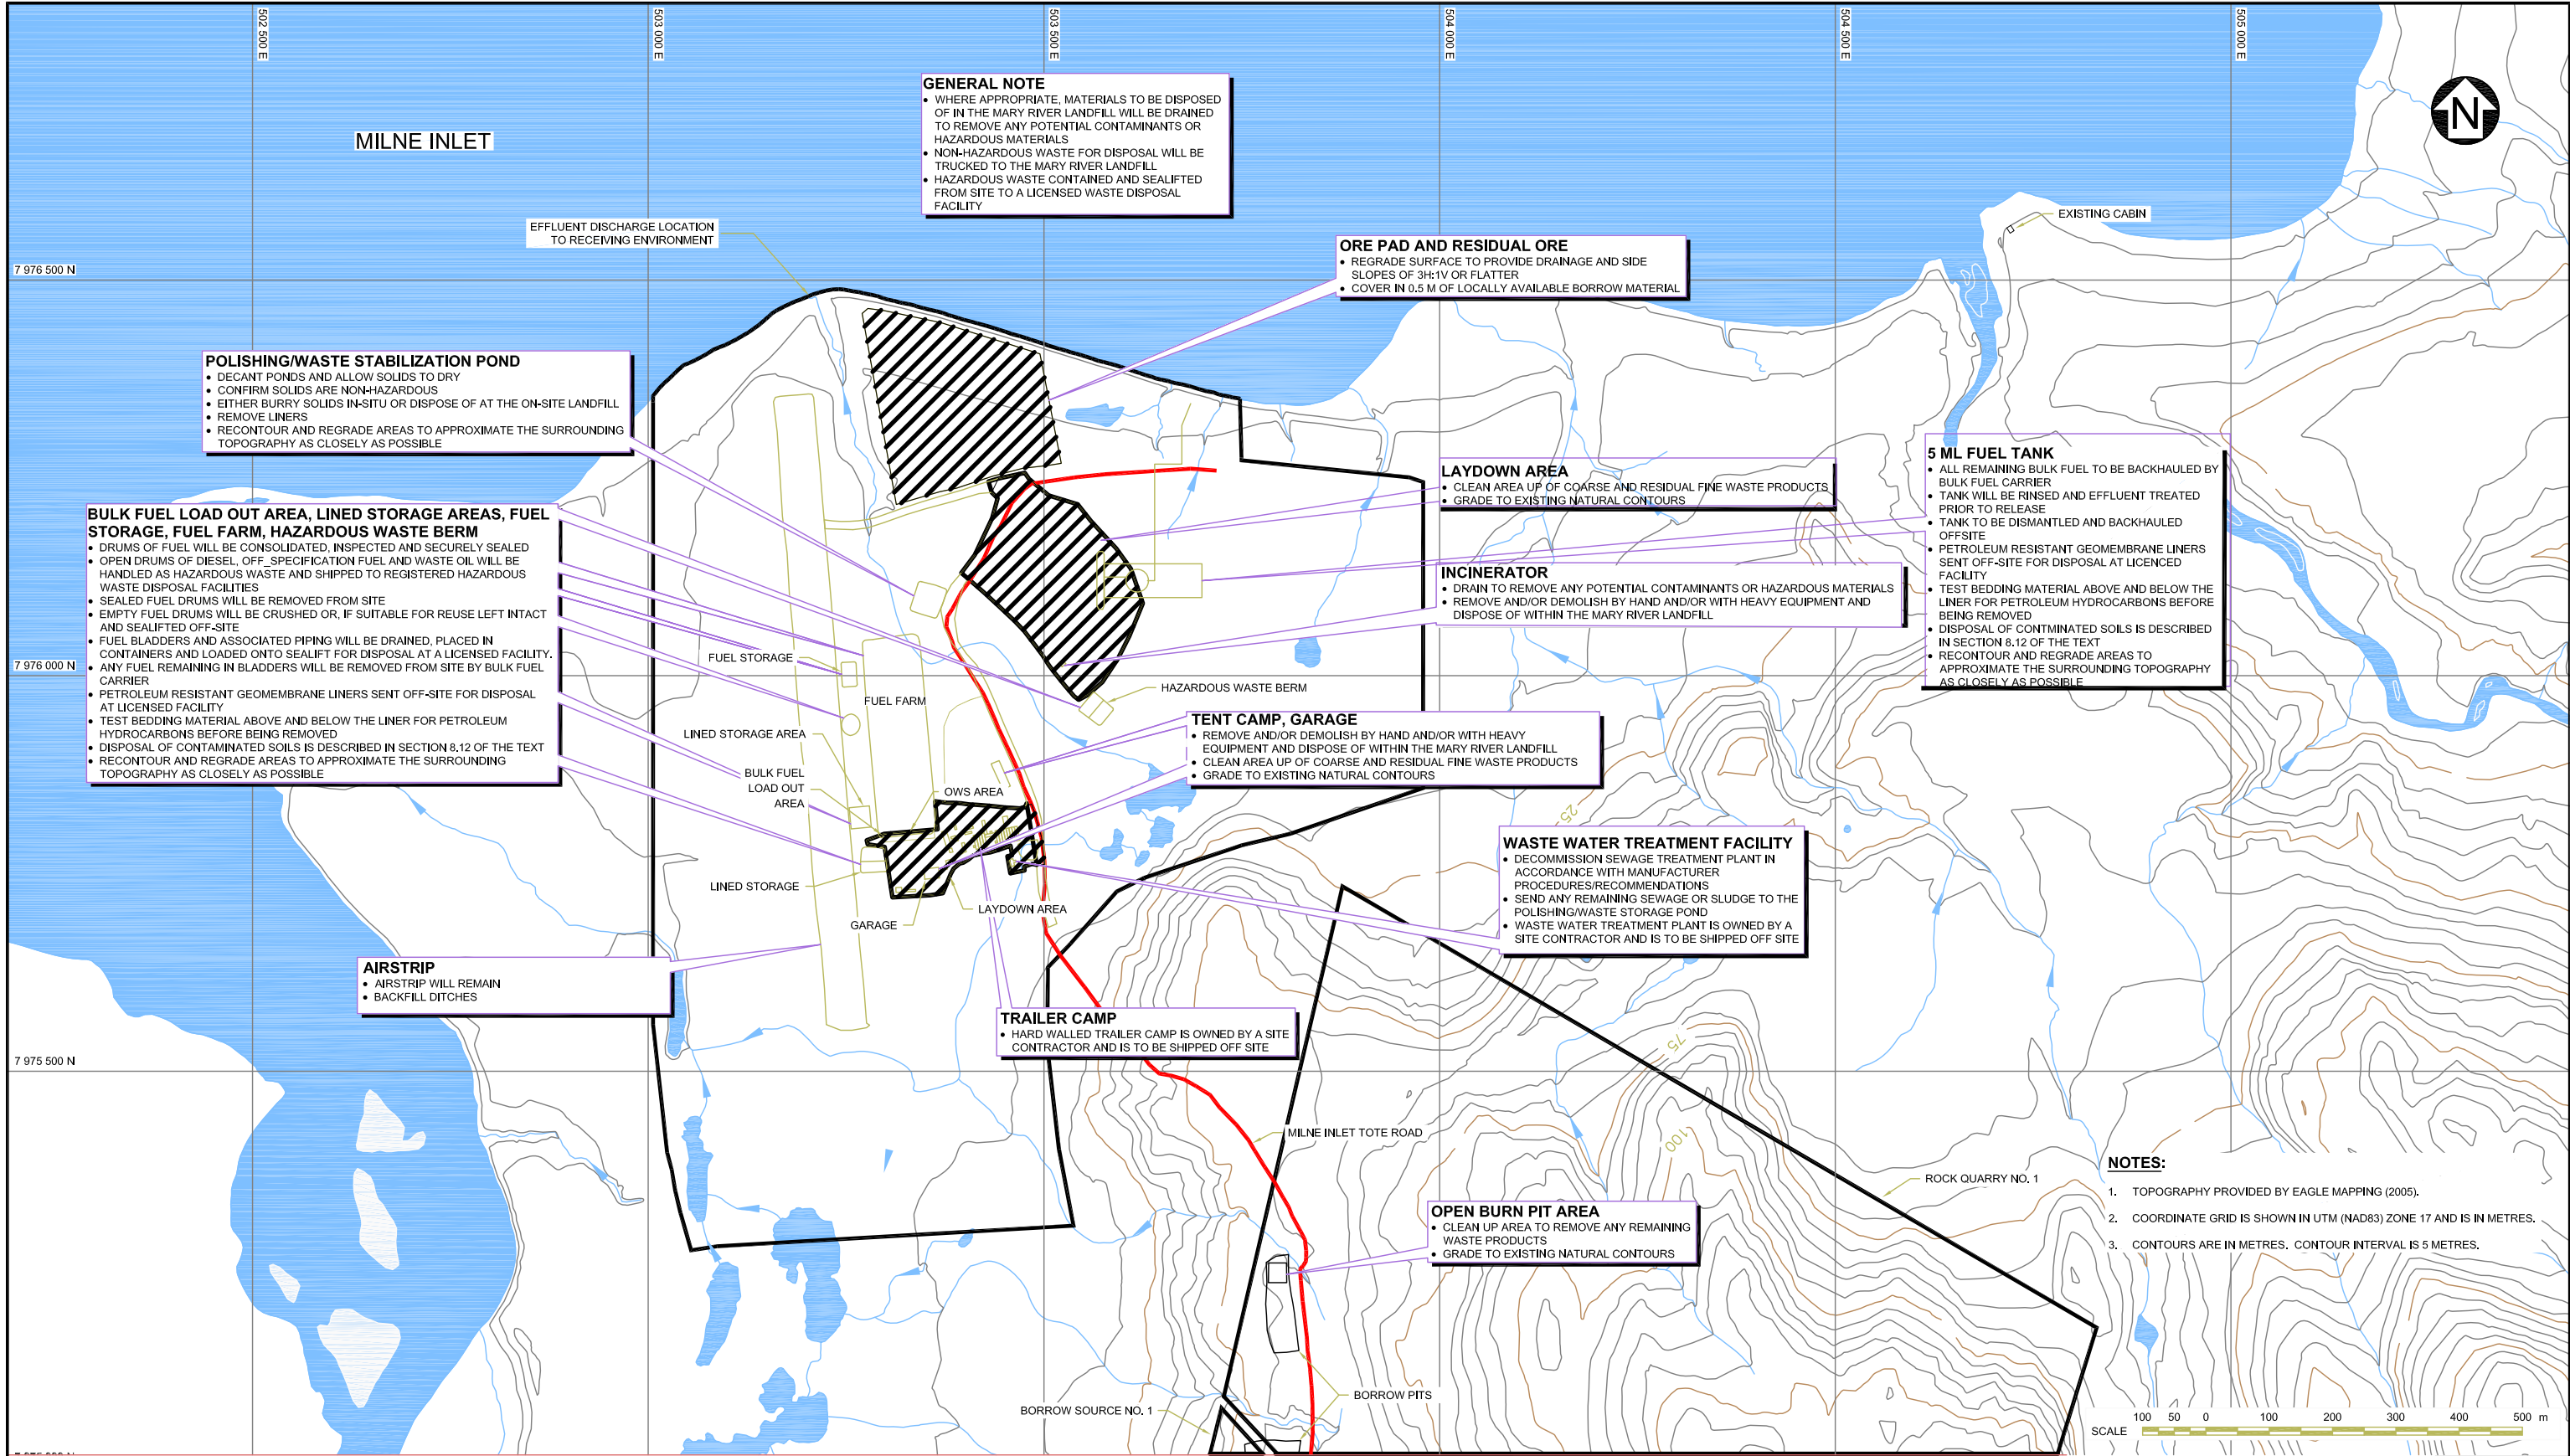 502 500 E
503 000 E
503 500 E
504 000 E
504 500 E
505 000 E
N
MILNE INLET
GENERAL NOTE
• WHERE APPROPRIATE, MATERIALS TO BE DISPOSED
OF IN THE MARY RIVER LANDFILL WILL BE DRAINED
TO REMOVE ANY POTENTIAL CONTAMINANTS OR
HAZARDOUS MATERIALS
• NON-HAZARDOUS WASTE FOR DISPOSAL WILL BE
TRUCKED TO THE MARY RIVER LANDFILL
• HAZARDOUS WASTE CONTAINED AND SEALIFTED
FROM SITE TO A LICENSED WASTE DISPOSAL
FACILITY
EFFLUENT DISCHARGE LOCATION
TO RECEIVING ENVIRONMENT
EXISTING CABIN
7 976 500 N
ORE PAD AND RESIDUAL ORE
• REGRADE SURFACE TO PROVIDE DRAINAGE AND SIDE
SLOPES OF 3H:1V OR FLATTER
• COVER IN 0.5 M OF LOCALLY AVAILABLE BORROW MATERIAL
POLISHING/WASTE STABILIZATION POND
• DECANT PONDS AND ALLOW SOLIDS TO DRY
• CONFIRM SOLIDS ARE NON-HAZARDOUS
• EITHER BURRY SOLIDS IN-SITU OR DISPOSE OF AT THE ON-SITE LANDFILL
• REMOVE LINERS
• RECONTOUR AND REGRADE AREAS TO APPROXIMATE THE SURROUNDING
TOPOGRAPHY AS CLOSELY AS POSSIBLE
BULK FUEL LOAD OUT AREA, LINED STORAGE AREAS, FUEL
STORAGE, FUEL FARM, HAZARDOUS WASTE BERM
• DRUMS OF FUEL WILL BE CONSOLIDATED, INSPECTED AND SECURELY SEALED
• OPEN DRUMS OF DIESEL, OFF_SPECIFICATION FUEL AND WASTE OIL WILL BE
HANDLED AS HAZARDOUS WASTE AND SHIPPED TO REGISTERED HAZARDOUS
WASTE DISPOSAL FACILITIES
• SEALED FUEL DRUMS WILL BE REMOVED FROM SITE
• EMPTY FUEL DRUMS WILL BE CRUSHED OR, IF SUITABLE FOR REUSE LEFT INTACT
AND SEALIFTED OFF-SITE
• FUEL BLADDERS AND ASSOCIATED PIPING WILL BE DRAINED, PLACED IN
CONTAINERS AND LOADED ONTO SEALIFT FOR DISPOSAL AT A LICENSED FACILITY.
• ANY FUEL REMAINING IN BLADDERS WILL BE REMOVED FROM SITE BY BULK FUEL
CARRIER
• PETROLEUM RESISTANT GEOMEMBRANE LINERS SENT OFF-SITE FOR DISPOSAL
AT LICENSED FACILITY
• TEST BEDDING MATERIAL ABOVE AND BELOW THE LINER FOR PETROLEUM
HYDROCARBONS BEFORE BEING REMOVED
• DISPOSAL OF CONTAMINATED SOILS IS DESCRIBED IN SECTION 8.12 OF THE TEXT
• RECONTOUR AND REGRADE AREAS TO APPROXIMATE THE SURROUNDING
TOPOGRAPHY AS CLOSELY AS POSSIBLE
LAYDOWN AREA
• CLEAN AREA UP OF COARSE AND RESIDUAL FINE WASTE PRODUCTS
• GRADE TO EXISTING NATURAL CONTOURS
5 ML FUEL TANK
• ALL REMAINING BULK FUEL TO BE BACKHAULED BY
BULK FUEL CARRIER
• TANK WILL BE RINSED AND EFFLUENT TREATED
PRIOR TO RELEASE
• TANK TO BE DISMANTLED AND BACKHAULED
OFFSITE
• PETROLEUM RESISTANT GEOMEMBRANE LINERS
SENT OFF-SITE FOR DISPOSAL AT LICENCED
FACILITY
• TEST BEDDING MATERIAL ABOVE AND BELOW THE
LINER FOR PETROLEUM HYDROCARBONS BEFORE
BEING REMOVED
• DISPOSAL OF CONTMINATED SOILS IS DESCRIBED
IN SECTION 8.12 OF THE TEXT
• RECONTOUR AND REGRADE AREAS TO
APPROXIMATE THE SURROUNDING TOPOGRAPHY
AS CLOSELY AS POSSIBLE
INCINERATOR
• DRAIN TO REMOVE ANY POTENTIAL CONTAMINANTS OR HAZARDOUS MATERIALS
• REMOVE AND/OR DEMOLISH BY HAND AND/OR WITH HEAVY EQUIPMENT AND
DISPOSE OF WITHIN THE MARY RIVER LANDFILL
7 976 000 N
FUEL STORAGE
FUEL FARM
HAZARDOUS WASTE BERM
LINED STORAGE AREA
BULK FUEL
LOAD OUT
AREA
OWS AREA
TENT CAMP, GARAGE
• REMOVE AND/OR DEMOLISH BY HAND AND/OR WITH HEAVY
EQUIPMENT AND DISPOSE OF WITHIN THE MARY RIVER LANDFILL
• CLEAN AREA UP OF COARSE AND RESIDUAL FINE WASTE PRODUCTS
• GRADE TO EXISTING NATURAL CONTOURS
25
WASTE WATER TREATMENT FACILITY
• DECOMMISSION SEWAGE TREATMENT PLANT IN
ACCORDANCE WITH MANUFACTURER
PROCEDURES/RECOMMENDATIONS
• SEND ANY REMAINING SEWAGE OR SLUDGE TO THE
POLISHING/WASTE STORAGE POND
• WASTE WATER TREATMENT PLANT IS OWNED BY A
SITE CONTRACTOR AND IS TO BE SHIPPED OFF SITE
LINED STORAGE
LAYDOWN AREA
GARAGE
AIRSTRIP
• AIRSTRIP WILL REMAIN
• BACKFILL DITCHES
TRAILER CAMP
• HARD WALLED TRAILER CAMP IS OWNED BY A SITE
CONTRACTOR AND IS TO BE SHIPPED OFF SITE
75
7 975 500 N
MILNE INLET TOTE ROAD
100
ROCK QUARRY NO. 1
OPEN BURN PIT AREA
• CLEAN UP AREA TO REMOVE ANY REMAINING
WASTE PRODUCTS
• GRADE TO EXISTING NATURAL CONTOURS
NOTES:
1. TOPOGRAPHY PROVIDED BY EAGLE MAPPING (2005).
2. COORDINATE GRID IS SHOWN IN UTM (NAD83) ZONE 17 AND IS IN METRES.
3. CONTOURS ARE IN METRES. CONTOUR INTERVAL IS 5 METRES.
BORROW PITS
BORROW SOURCE NO. 1
SCALE 100 50 0 100 200 300 400 500 m